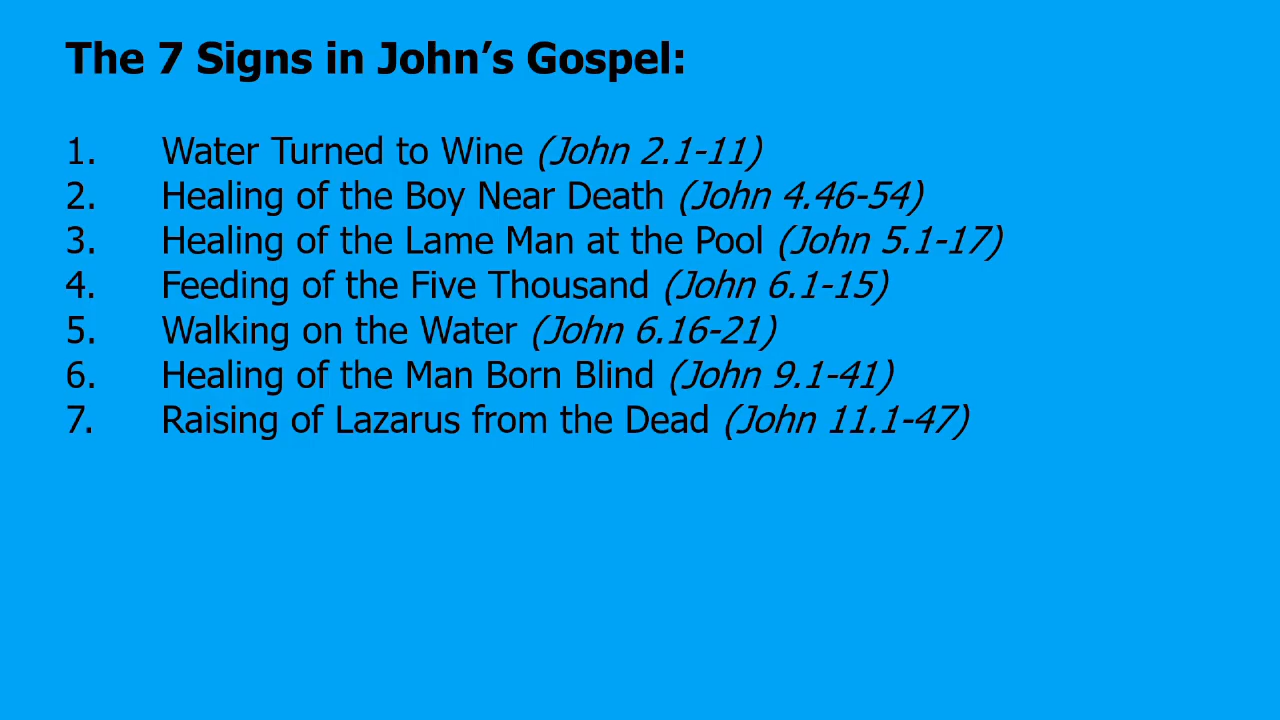 The 7 Signs in John’s Gospel:
1. Water Turned to Wine (John 2.1-11)
2. Healing of the Boy Near Death (John 4.46-54)
3. Healing of the Lame Man at the Pool (John 5.1-17)
4. Feeding of the Five Thousand (John 6.1-15)
5. Walking on the Water (John 6.16-21)
6. Healing of the Man Born Blind (John 9.1-41)
7. Raising of Lazarus from the Dead (John 11.1-47)